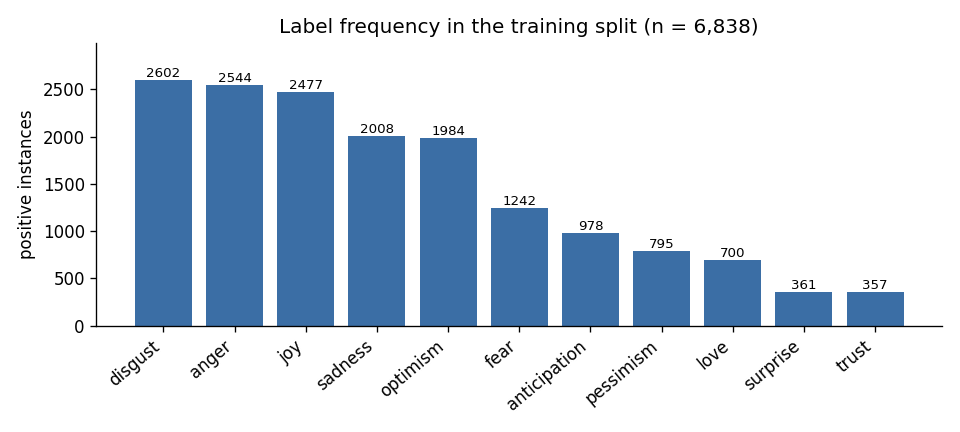 Label frequency in the training split (n = 6,838)
positive instances
2500
2000
1500
1000
500
0
2602
2544
2477
2008
1984
1242
978
795
700
361
357
disgust
anger
joy
sadness
optimism
fear
anticipation
pessimism
love
surprise
trust